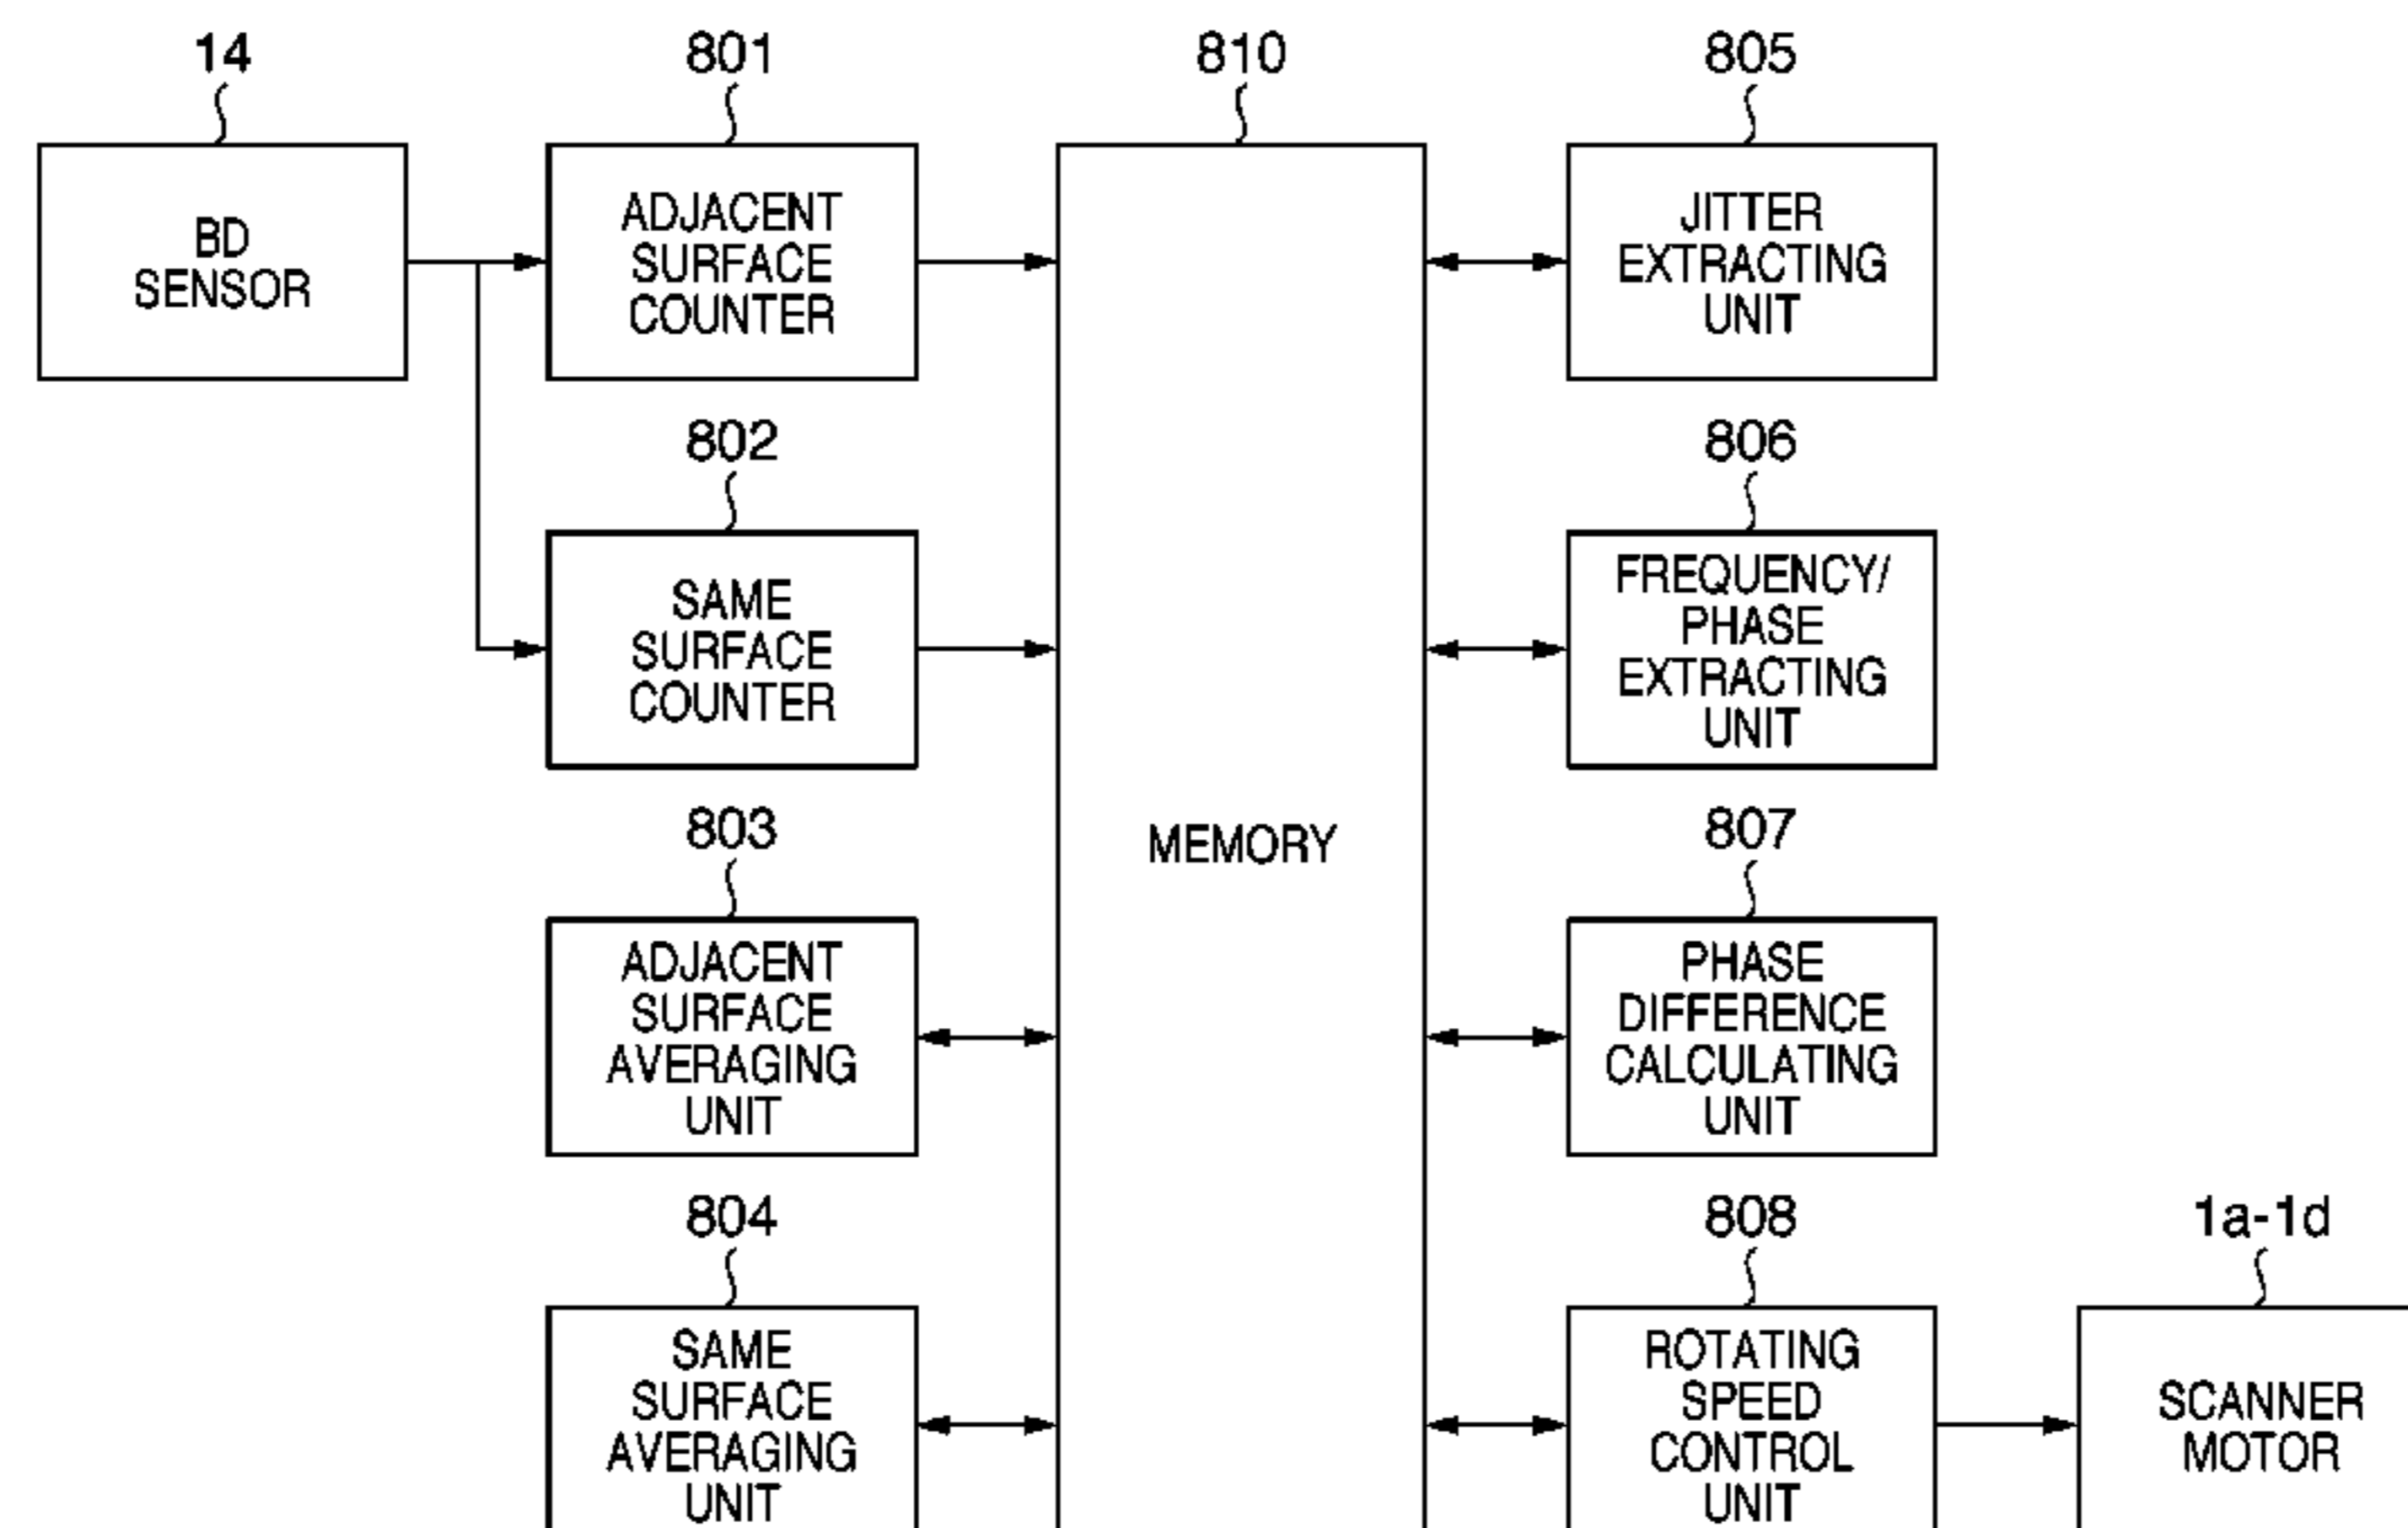 14
801
810
805
BD
SENSOR
ADJACENT
SURFACE
COUNTER
JITTER
EXTRACTING
UNIT
802
806
SAME
SURFACE
COUNTER
FREQUENCY/
PHASE
EXTRACTING
UNIT
803
807
MEMORY
ADJACENT
SURFACE
AVERAGING
UNIT
PHASE
DIFFERENCE
CALCULATING
UNIT
804
808
1a-1d
SAME
SURFACE
AVERAGING
UNIT
ROTATING
SPEED
CONTROL
UNIT
SCANNER
MOTOR